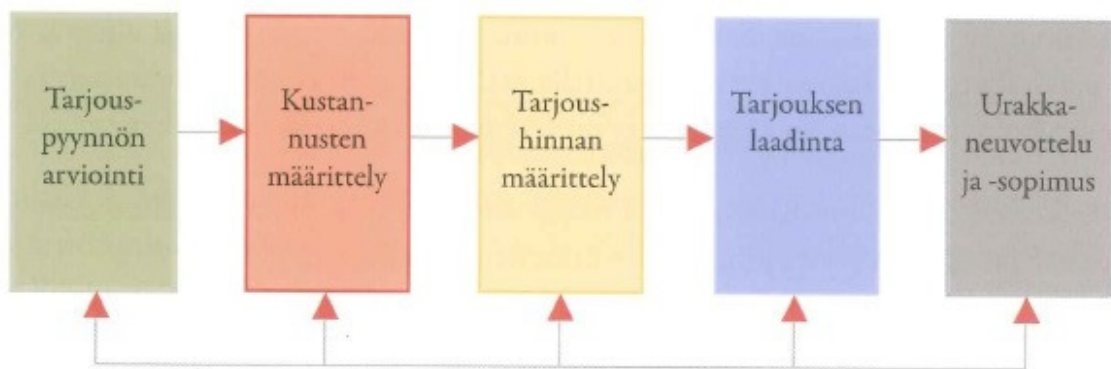 Tarjous-
pyynnön
arviointi
Kustan-
nusten
määrittely
Tarjous-
hinnan
määrittely
Tarjouksen
laadinta
Urakka-
neuvottelu
ja -sopimus